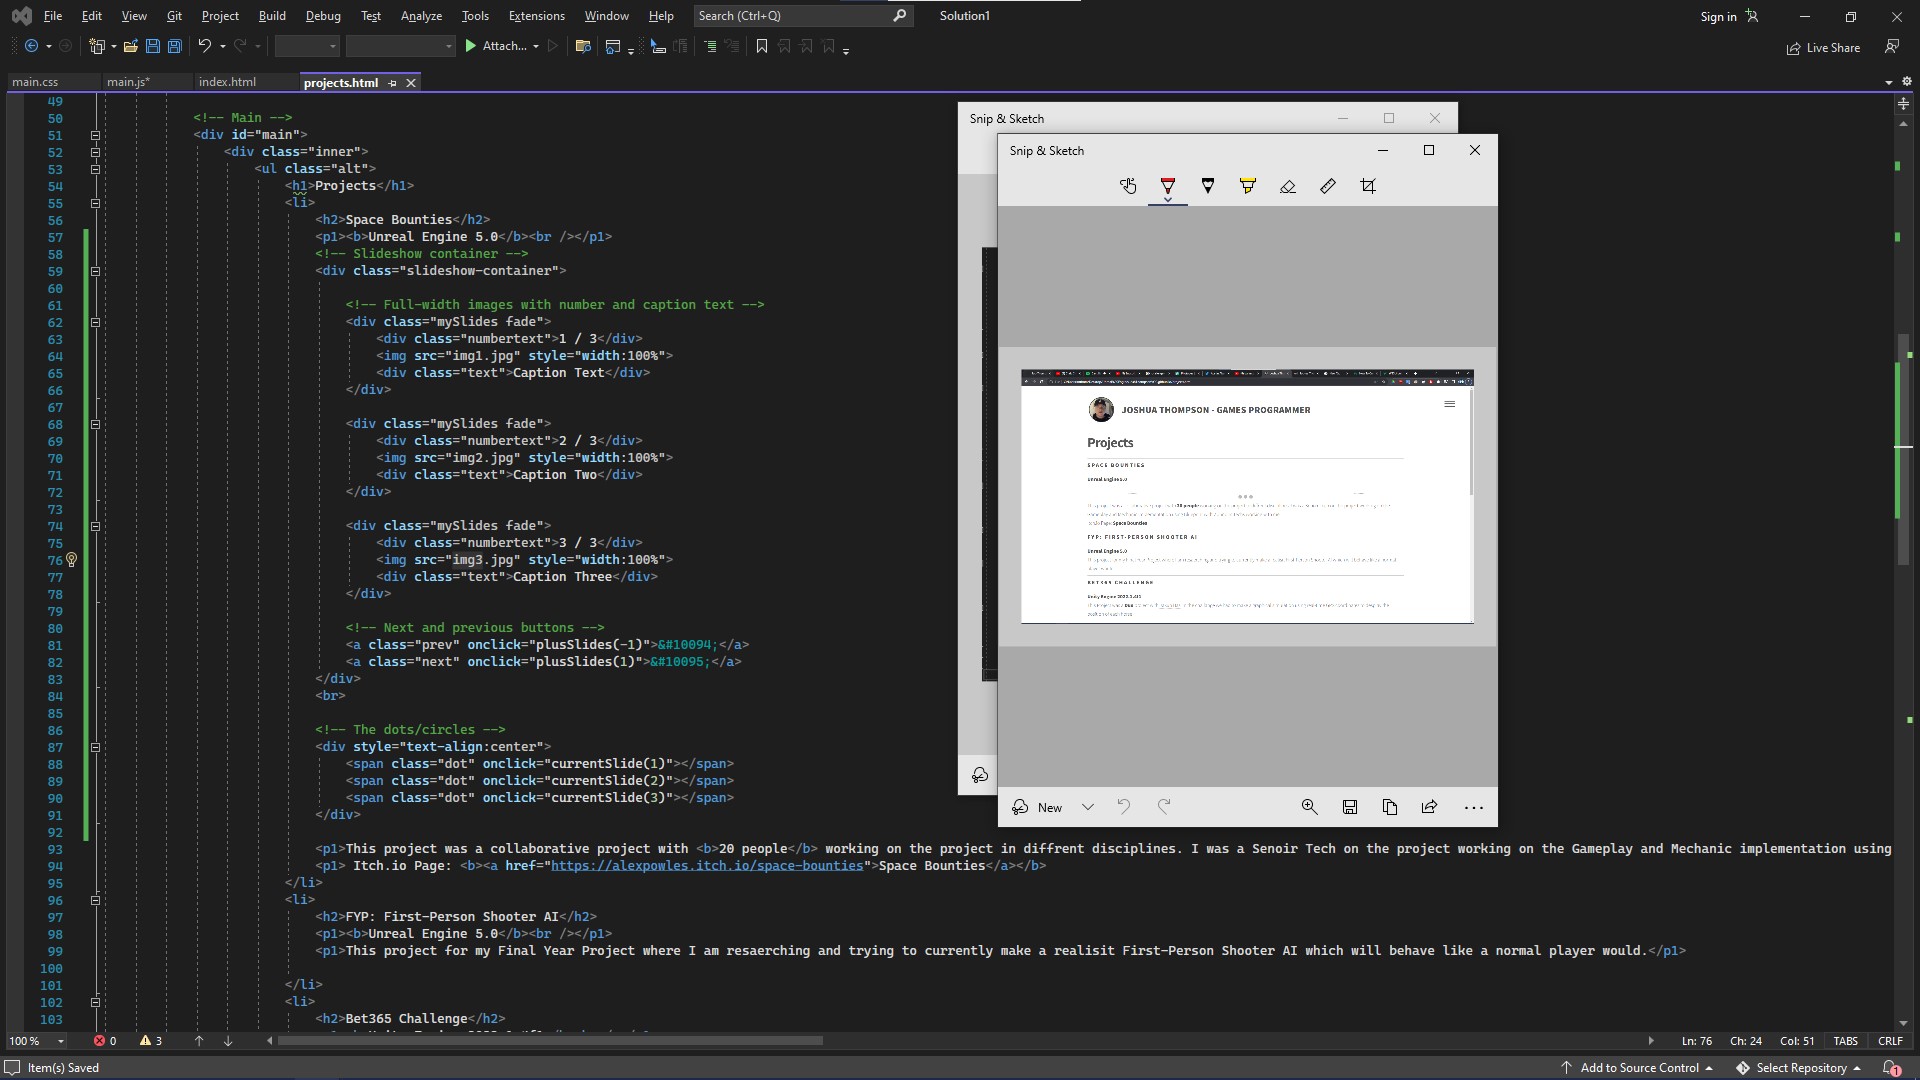 File Edit View Git Project Build Debug Test Analyze Tools Extensions Window Help Search (Ctrl+Q) Solution1 Sign in
Attach... Live Share
main.css main.js* index.html projects.html
49
50 <!-- Main -->
51 <div id="main">
52 <div class="inner">
53 <ul class="alt">
54 <h1>Projects</h1>
55 <li>
56 <h2>Space Bounties</h2>
57 <p1><b>Unreal Engine 5.0</b><br /></p1>
58 <!-- Slideshow container -->
59 <div class="slideshow-container">
60
61 <!-- Full-width images with number and caption text -->
62 <div class="mySlides fade">
63 <div class="numbertext">1 / 3</div>
64 <img src="img1.jpg" style="width:100%">
65 <div class="text">Caption Text</div>
66 </div>
67
68 <div class="mySlides fade">
69 <div class="numbertext">2 / 3</div>
70 <img src="img2.jpg" style="width:100%">
71 <div class="text">Caption Two</div>
72 </div>
73
74 <div class="mySlides fade">
75 <div class="numbertext">3 / 3</div>
76 <img src="img3.jpg" style="width:100%">
77 <div class="text">Caption Three</div>
78 </div>
79
80 <!-- Next and previous buttons -->
81 <a class="prev" onclick="plusSlides(-1)">&#10094;</a>
82 <a class="next" onclick="plusSlides(1)">&#10095;</a>
83 </div>
84 <br>
85
86 <!-- The dots/circles -->
87 <div style="text-align:center">
88 <span class="dot" onclick="currentSlide(1)"></span>
89 <span class="dot" onclick="currentSlide(2)"></span>
90 <span class="dot" onclick="currentSlide(3)"></span>
91 </div>
92
93 <p1>This project was a collaborative project with <b>20 people</b> working on the project in diffrent disciplines. I was a Senoir Tech on the project working on the Gameplay and Mechanic implementation using
94 <p1> Itch.io Page: <b><a href="https://alexpowles.itch.io/space-bounties">Space Bounties</a></b>
95 </li>
96 <li>
97 <h2>FYP: First-Person Shooter AI</h2>
98 <p1><b>Unreal Engine 5.0</b><br /></p1>
99 <p1>This project for my Final Year Project where I am resaerching and trying to currently make a realisit First-Person Shooter AI which will behave like a normal player would.</p1>
100
101 </li>
102 <li>
103 <h2>Bet365 Challenge</h2>
Snip & Sketch
Snip & Sketch
JOSHUA THOMPSON - GAMES PROGRAMMER
Projects
SPACE BOUNTIES
Unreal Engine 5.0
Space Bounties
FYP: FIRST-PERSON SHOOTER AI
Unreal Engine 5.0
BET365 CHALLENGE
New
100 % 0 3 Ln: 76 Ch: 24 Col: 51 TABS CRLF
Item(s) Saved Add to Source Control Select Repository 1